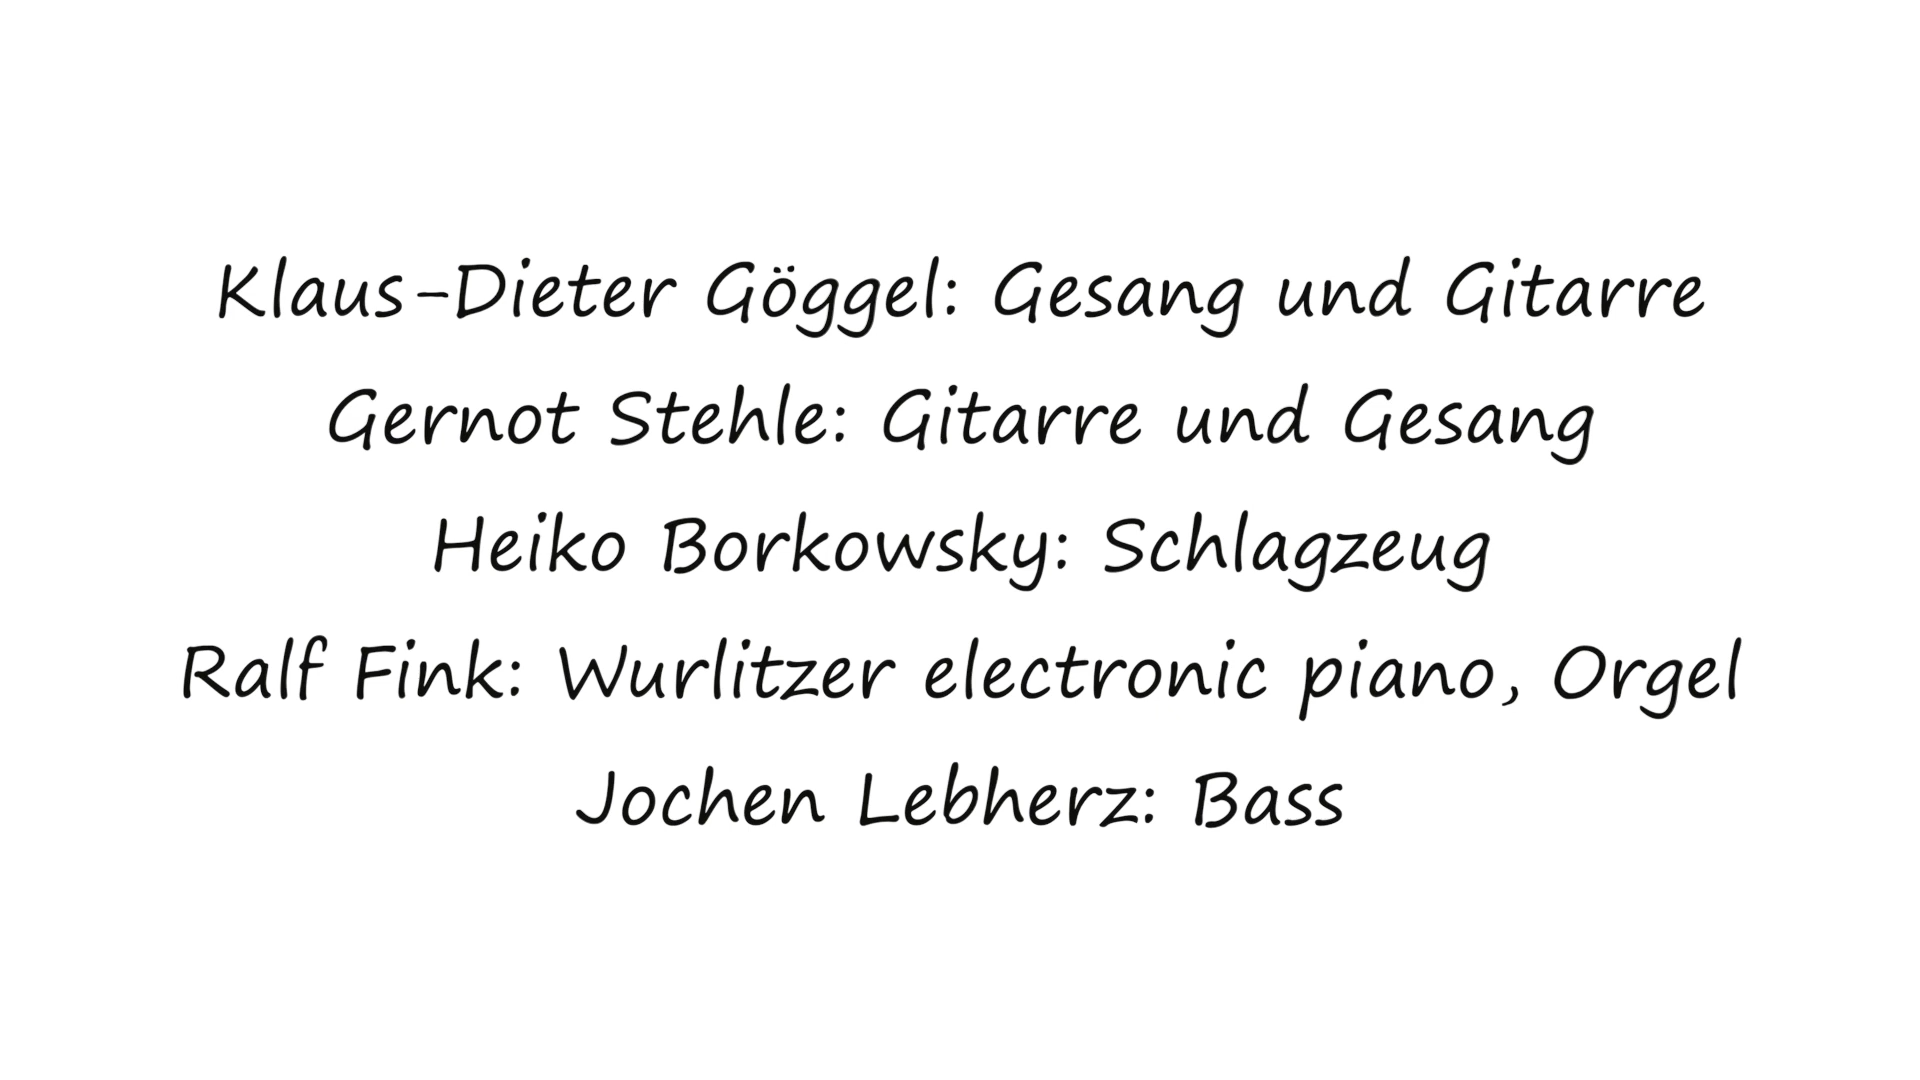 Klaus-Dieter Göggel: Gesang und Gitarre
Gernot Stehle: Gitarre und Gesang
Heiko Borkowsky: Schlagzeug
Ralf Fink: Wurlitzer electronic piano, Orgel
Jochen Lebherz: Bass